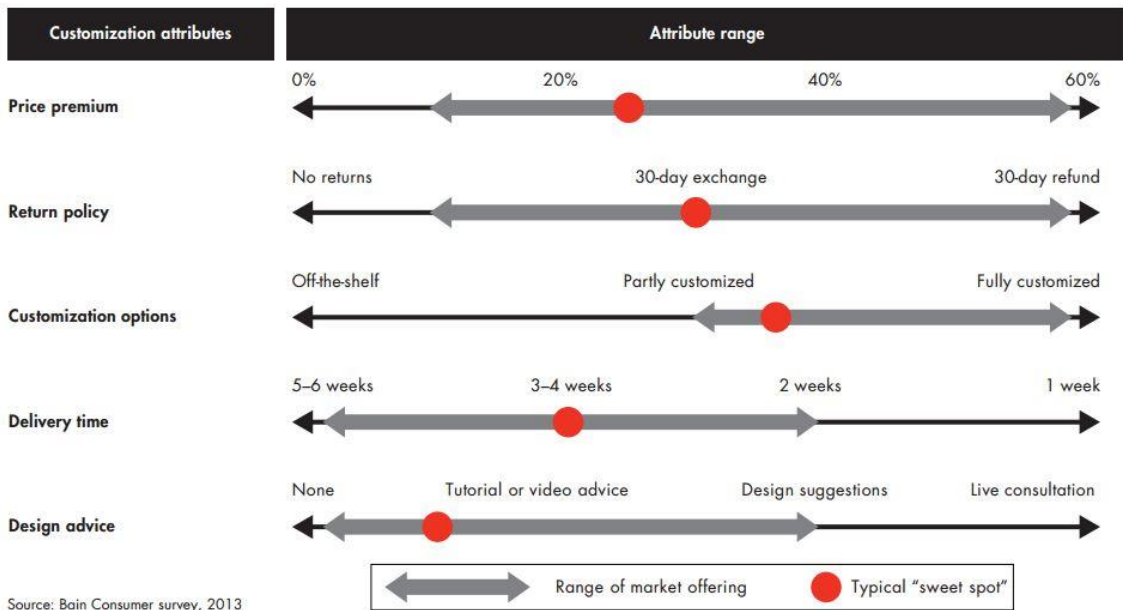 Customization attributes
Attribute range
0% 20% 40% 60%
Price premium
No returns 30-day exchange 30-day refund
Return policy
Off-the-shelf Partly customized Fully customized
Customization options
5–6 weeks 3–4 weeks 2 weeks 1 week
Delivery time
None Tutorial or video advice Design suggestions Live consultation
Design advice
Range of market offering Typical “sweet spot”
Source: Bain Consumer survey, 2013